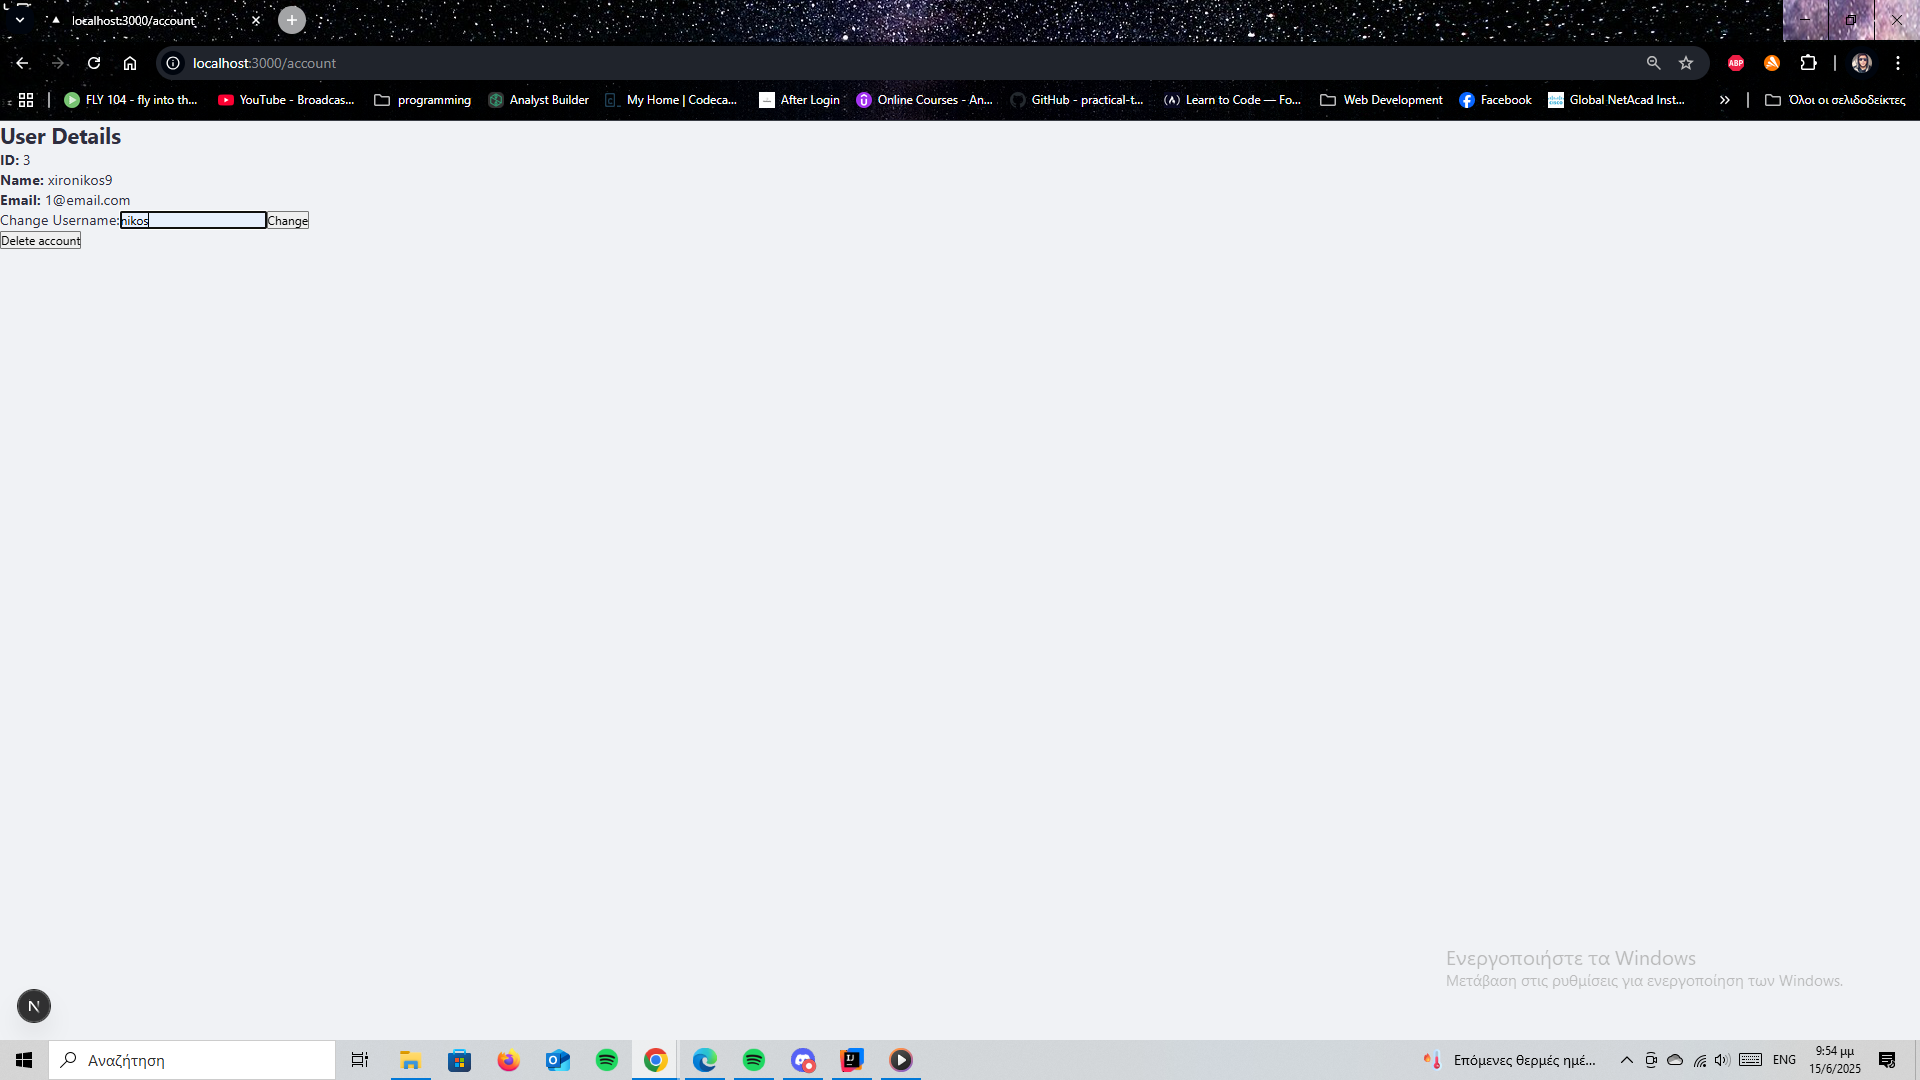 localhost:3000/account
localhost:3000/account
ABP
FLY 104 - fly into th...
YouTube - Broadcas...
programming
Analyst Builder
My Home | Codeca...
After Login
Online Courses - An...
GitHub - practical-t...
Learn to Code — Fo...
Web Development
Facebook
Global NetAcad Inst...
Όλοι οι σελιδοδείκτες
User Details
ID: 3
Name: xironikos9
Email: 1@email.com
Change Username:nikos Change
Delete account
Ενεργοποιήστε τα Windows
Μετάβαση στις ρυθμίσεις για ενεργοποίηση των Windows.
N
Αναζήτηση
Επόμενες θερμές ημέ...
ENG
9:54 μμ
15/6/2025